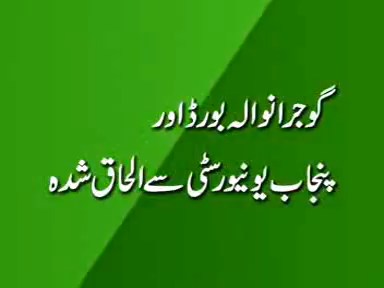 گوجرانوالہ بورڈ اور
پنجاب یونیورسٹی سے الحاق شدہ